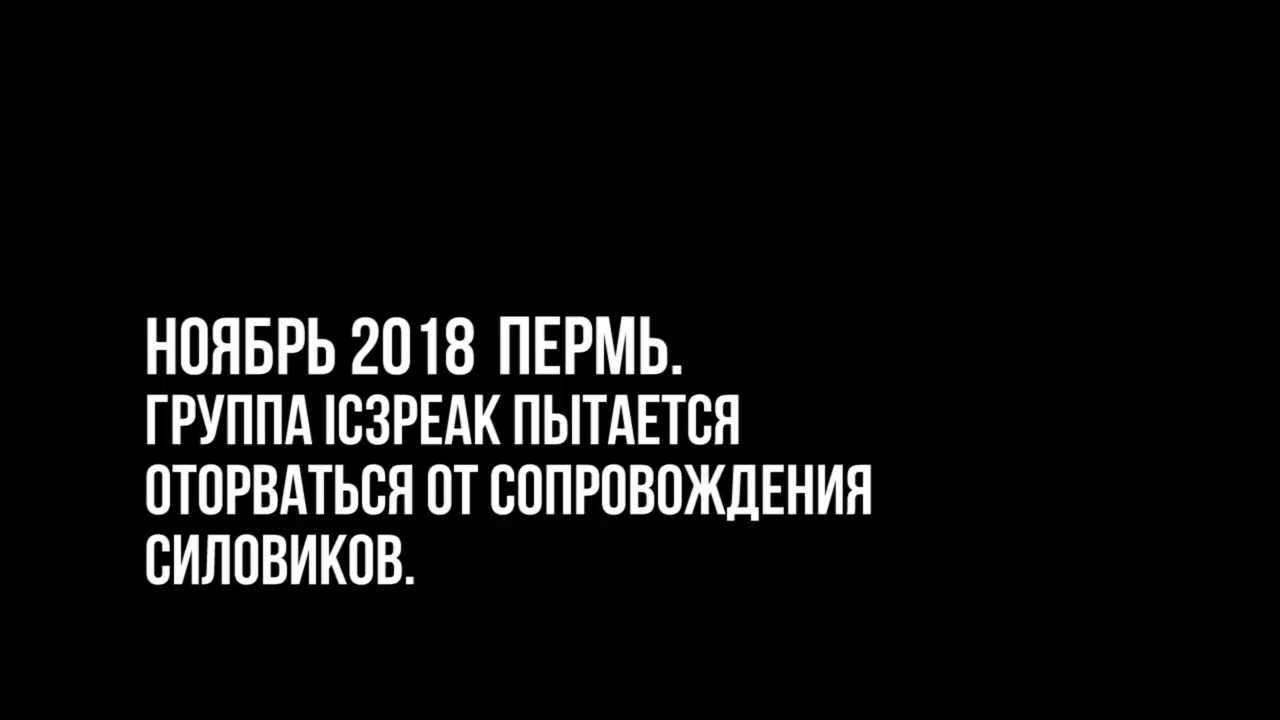 НОЯБРЬ 2018 ПЕРМЬ.
ГРУППА IC3PEAK ПЫТАЕТСЯ
ОТОРВАТЬСЯ ОТ СОПРОВОЖДЕНИЯ
СИЛОВИКОВ.